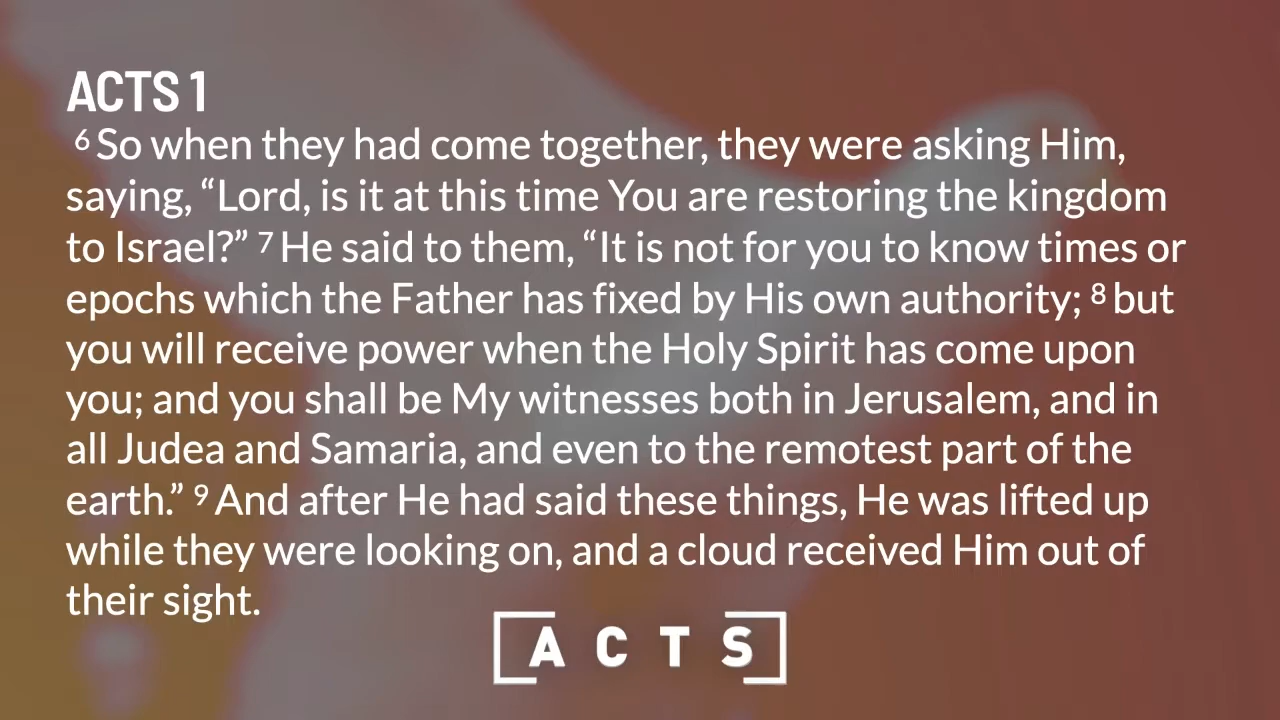 ACTS 1
6 So when they had come together, they were asking Him,
saying, “Lord, is it at this time You are restoring the kingdom
to Israel?” 7 He said to them, “It is not for you to know times or
epochs which the Father has fixed by His own authority; 8 but
you will receive power when the Holy Spirit has come upon
you; and you shall be My witnesses both in Jerusalem, and in
all Judea and Samaria, and even to the remotest part of the
earth.” 9 And after He had said these things, He was lifted up
while they were looking on, and a cloud received Him out of
their sight.
[ACTS]